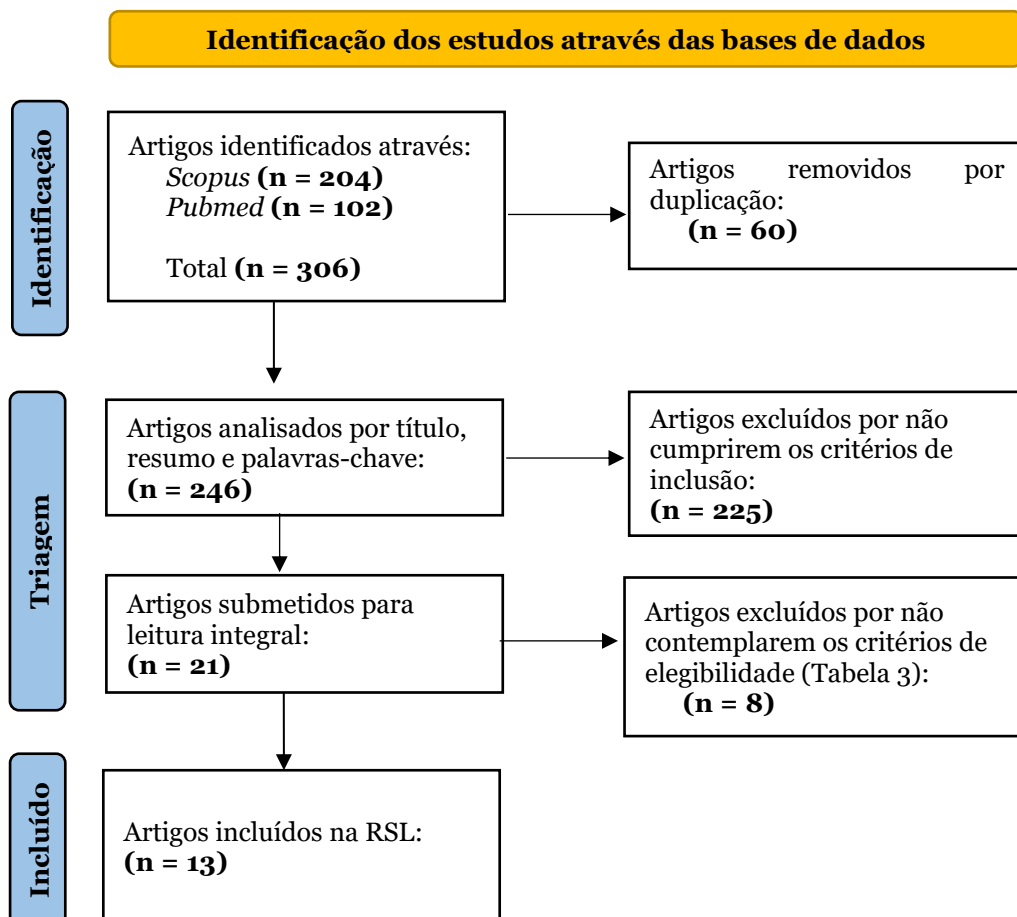 Identificação dos estudos através das bases de dados
Identificação
Artigos identificados através:
Scopus (n = 204)
Pubmed (n = 102)
Total (n = 306)
Artigos removidos por
duplicação:
(n = 60)
Triagem
Artigos analisados por título,
resumo e palavras-chave:
(n = 246)
Artigos excluídos por não
cumprirem os critérios de
inclusão:
(n = 225)
Artigos submetidos para
leitura integral:
(n = 21)
Artigos excluídos por não
contemplarem os critérios de
elegibilidade (Tabela 3):
(n = 8)
Incluído
Artigos incluídos na RSL:
(n = 13)